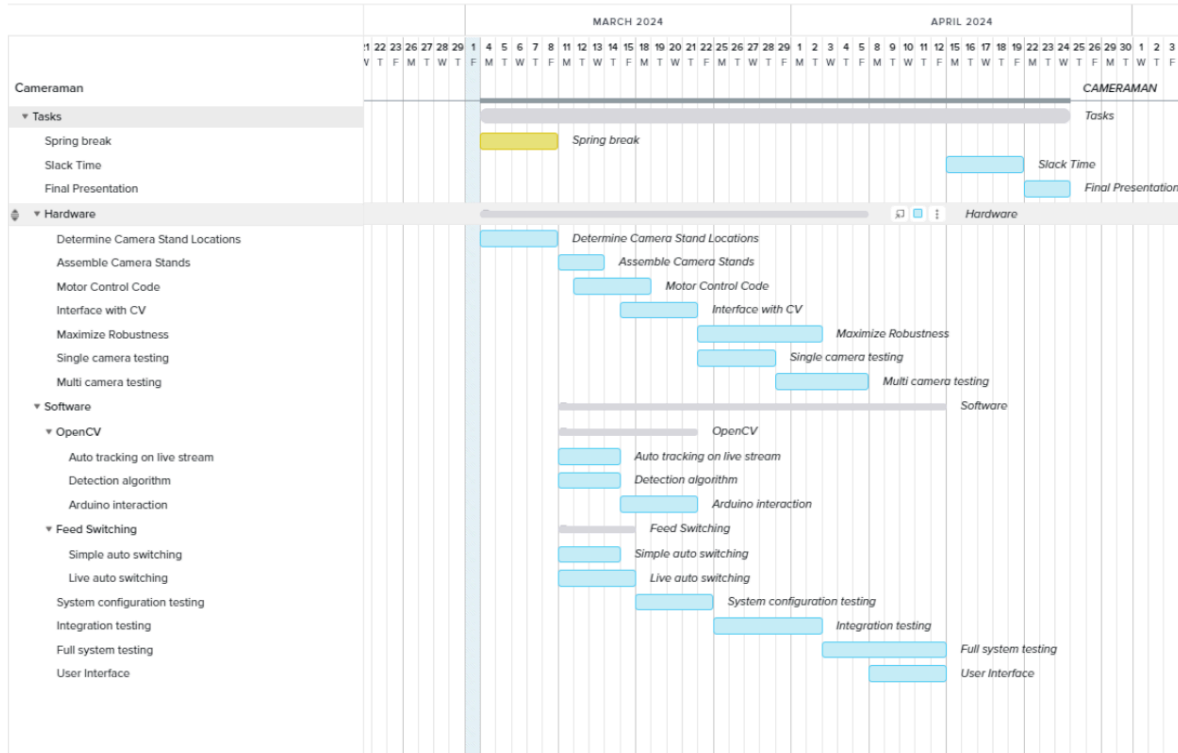 MARCH 2024 APRIL 2024
21 22 23 26 27 28 29 1 4 5 6 7 8 11 12 13 14 15 18 19 20 21 22 25 26 27 28 29 1 2 3 4 5 8 9 10 11 12 15 16 17 18 19 22 23 24 25 26 29 30 1 2 3
W T F M T W T F M T W T F M T W T F M T W T F M T W T F M T W T F M T W T F M T W T F M T W T F M T W T F
Cameraman CAMERAMAN
Tasks Tasks
Spring break Spring break
Slack Time Slack Time
Final Presentation Final Presentation
Hardware Hardware
Determine Camera Stand Locations Determine Camera Stand Locations
Assemble Camera Stands Assemble Camera Stands
Motor Control Code Motor Control Code
Interface with CV Interface with CV
Maximize Robustness Maximize Robustness
Single camera testing Single camera testing
Multi camera testing Multi camera testing
Software Software
OpenCV OpenCV
Auto tracking on live stream Auto tracking on live stream
Detection algorithm Detection algorithm
Arduino interaction Arduino interaction
Feed Switching Feed Switching
Simple auto switching Simple auto switching
Live auto switching Live auto switching
System configuration testing System configuration testing
Integration testing Integration testing
Full system testing Full system testing
User Interface User Interface